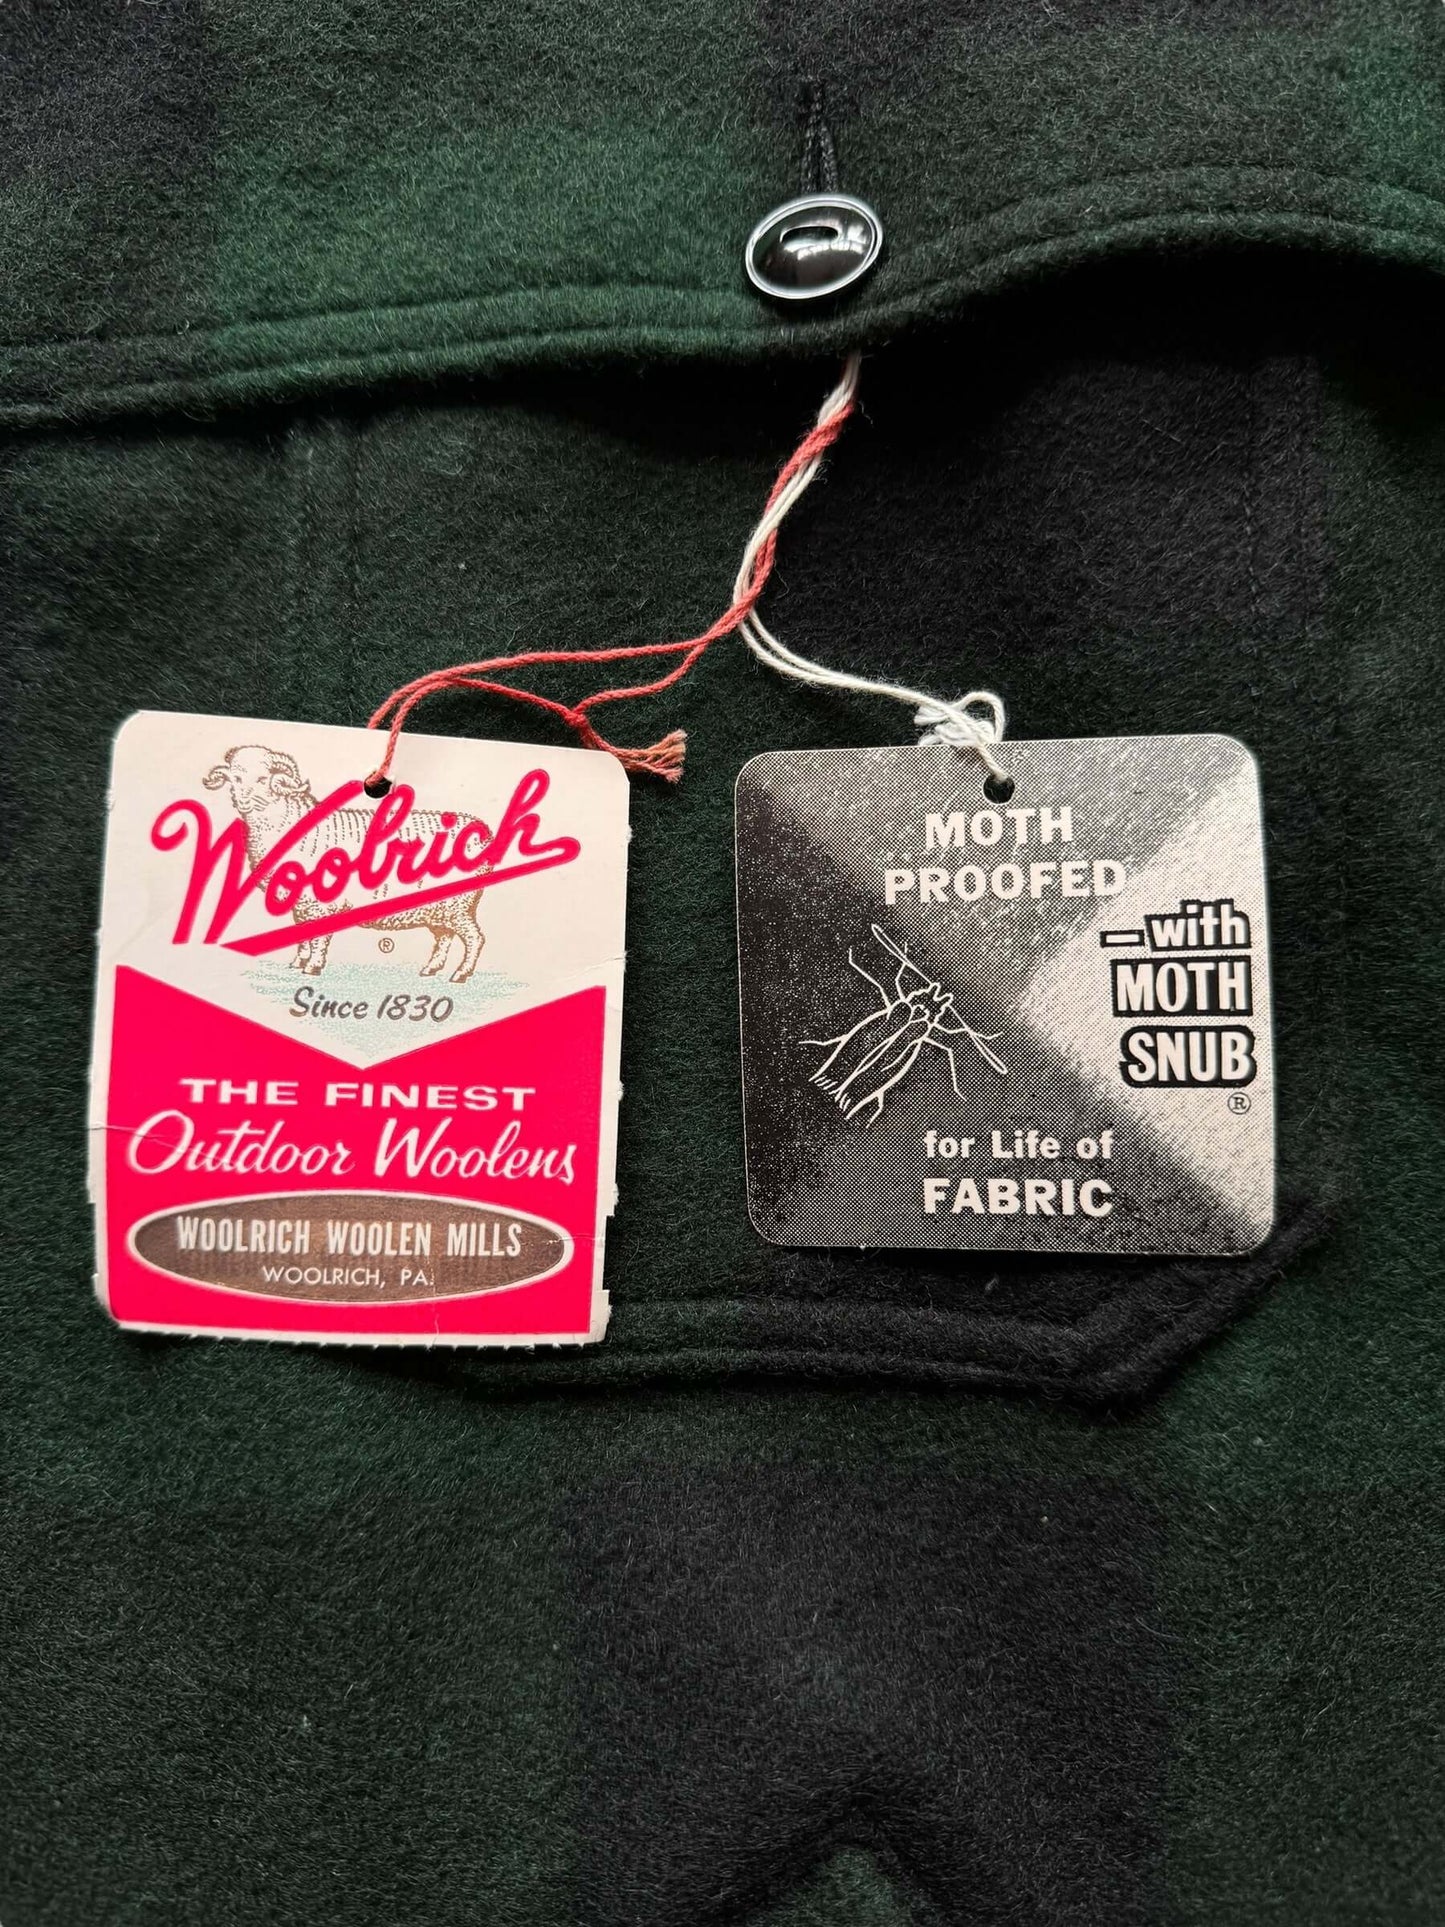 Woolrich
®
Since 1830
THE FINEST
Outdoor Woolens
WOOLRICH WOOLEN MILLS
WOOLRICH, PA.
MOTH
PROOFED
—with
MOTH
SNUB
®
for Life of
FABRIC